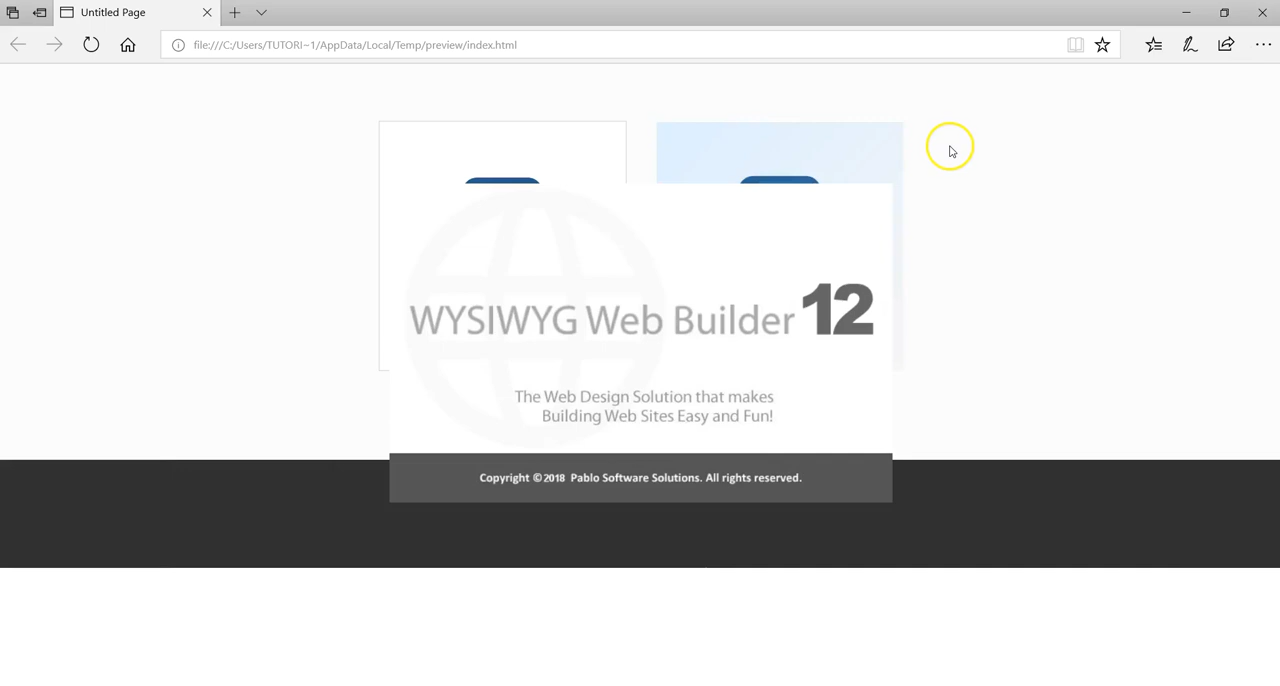 Untitled Page
file:///C:/Users/TUTORI~1/AppData/Local/Temp/preview/index.html
WYSIWYG Web Builder 12
The Web Design Solution that makes
Building Web Sites Easy and Fun!
Copyright ©2018 Pablo Software Solutions. All rights reserved.